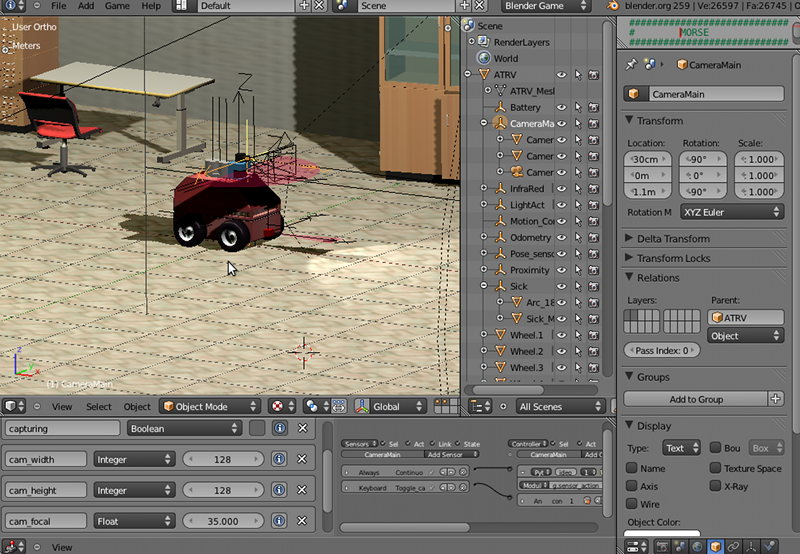 File Add Game Help
Default
Scene
Blender Game
blender.org 259 | Ve:26597 | Fa:26745 |
User Ortho
Meters
Z
(1) CameraMain
View Select Object Object Mode Global
Scene
RenderLayers
World
ATRV
ATRV_Mesl
Battery
CameraMa
Camer
Camer
Camer
InfraRed
LightAct
Motion_Co
Odometry
Pose_sens
Proximity
Sick
Arc_18
Sick_M
Wheel.1
Wheel.2
Wheel.3
View All Scenes
############################
# MORSE
############################
CameraMain
CameraMain
Transform
Location: Rotation: Scale:
30cm -90° 1.000
0m 0° 1.000
1.1m -90° 1.000
Rotation M XYZ Euler
Delta Transform
Transform Locks
Relations
Layers: Parent:
ATRV
Object
Pass Index: 0
Groups
Add to Group
Display
Type: Text Bou Box
Name Texture Space
Axis X-Ray
Wire
Object Color:
capturing Boolean
cam_width Integer 128
cam_height Integer 128
cam_focal Float 35.000
Sensors Sel Act Link State
CameraMain Add Sensor
Always Continuo
Keyboard Toggle_ca
Controller Sel Act
CameraMain Add C
Modul g.sensor_action
An con 1
View